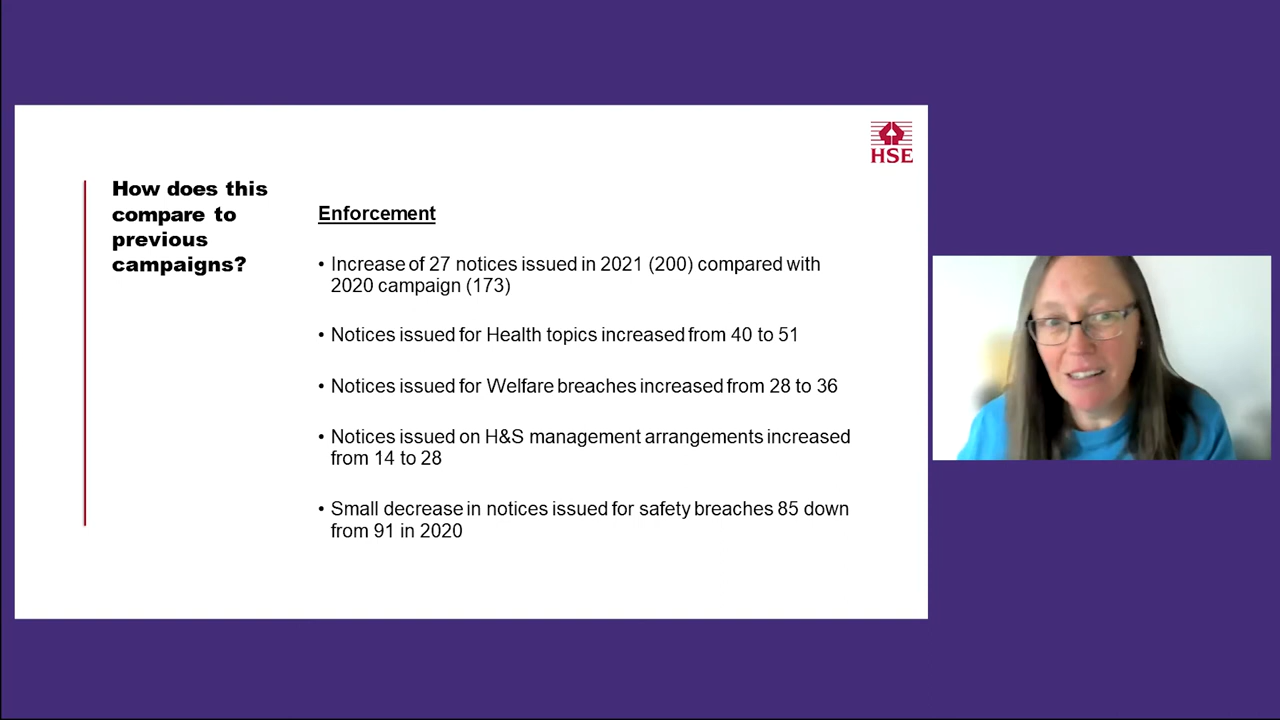 HSE
How does this
compare to
previous
campaigns?
Enforcement
• Increase of 27 notices issued in 2021 (200) compared with
2020 campaign (173)
• Notices issued for Health topics increased from 40 to 51
• Notices issued for Welfare breaches increased from 28 to 36
• Notices issued on H&S management arrangements increased
from 14 to 28
• Small decrease in notices issued for safety breaches 85 down
from 91 in 2020